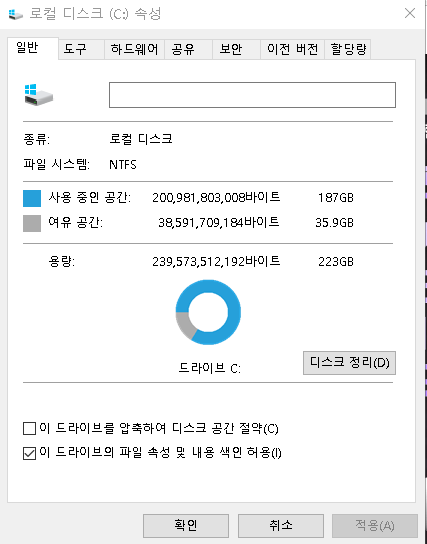 로컬 디스크 (C:) 속성
일반 도구 하드웨어 공유 보안 이전 버전 할당량
종류: 로컬 디스크
파일 시스템: NTFS
사용 중인 공간: 200,981,803,008바이트 187GB
여유 공간: 38,591,709,184바이트 35.9GB
용량: 239,573,512,192바이트 223GB
드라이브 C:
디스크 정리(D)
이 드라이브를 압축하여 디스크 공간 절약(C)
이 드라이브의 파일 속성 및 내용 색인 허용(I)
확인 취소 적용(A)